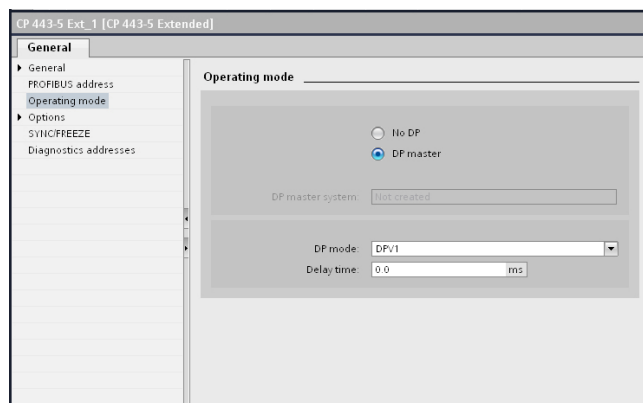 CP 443-5 Ext_1 [CP 443-5 Extended]
General
General
PROFIBUS address
Operating mode
Options
SYNC/FREEZE
Diagnostics addresses
Operating mode
No DP
DP master
DP master system: Not created
DP mode: DPV1
Delay time: 0.0 ms